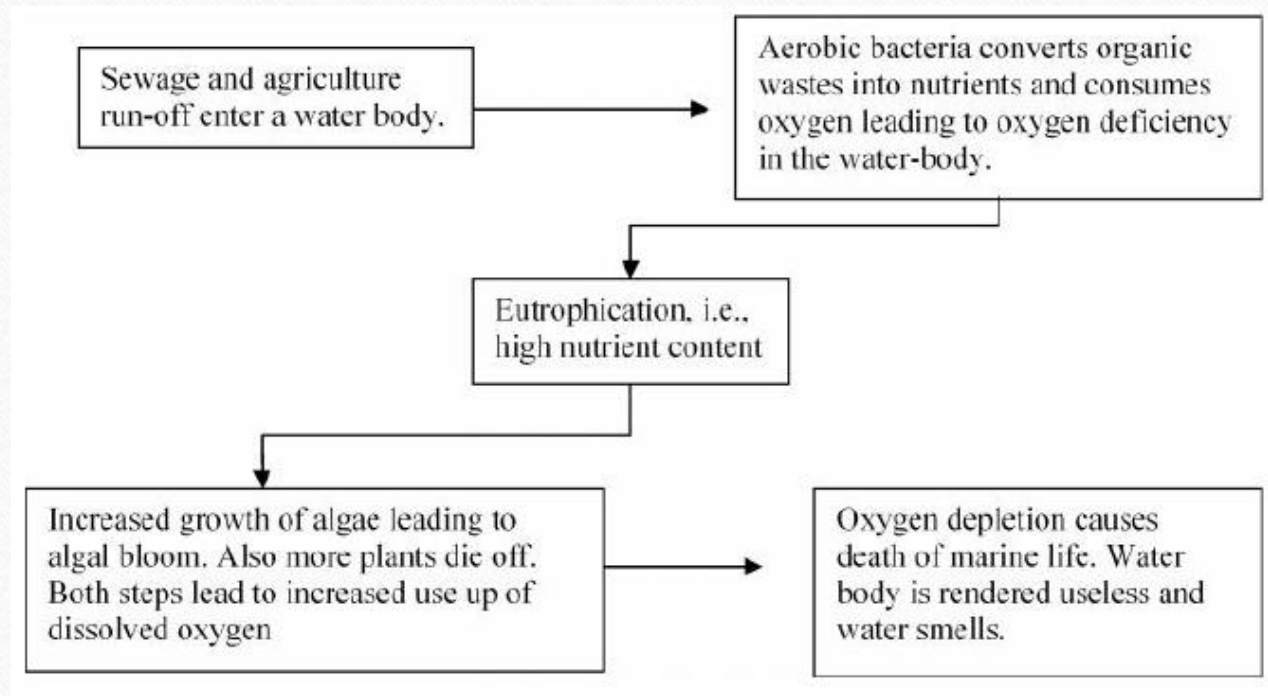 Sewage and agriculture
run-off enter a water body.
Aerobic bacteria converts organic
wastes into nutrients and consumes
oxygen leading to oxygen deficiency
in the water-body.
Eutrophication, i.e.,
high nutrient content
Increased growth of algae leading to
algal bloom. Also more plants die off.
Both steps lead to increased use up of
dissolved oxygen
Oxygen depletion causes
death of marine life. Water
body is rendered useless and
water smells.